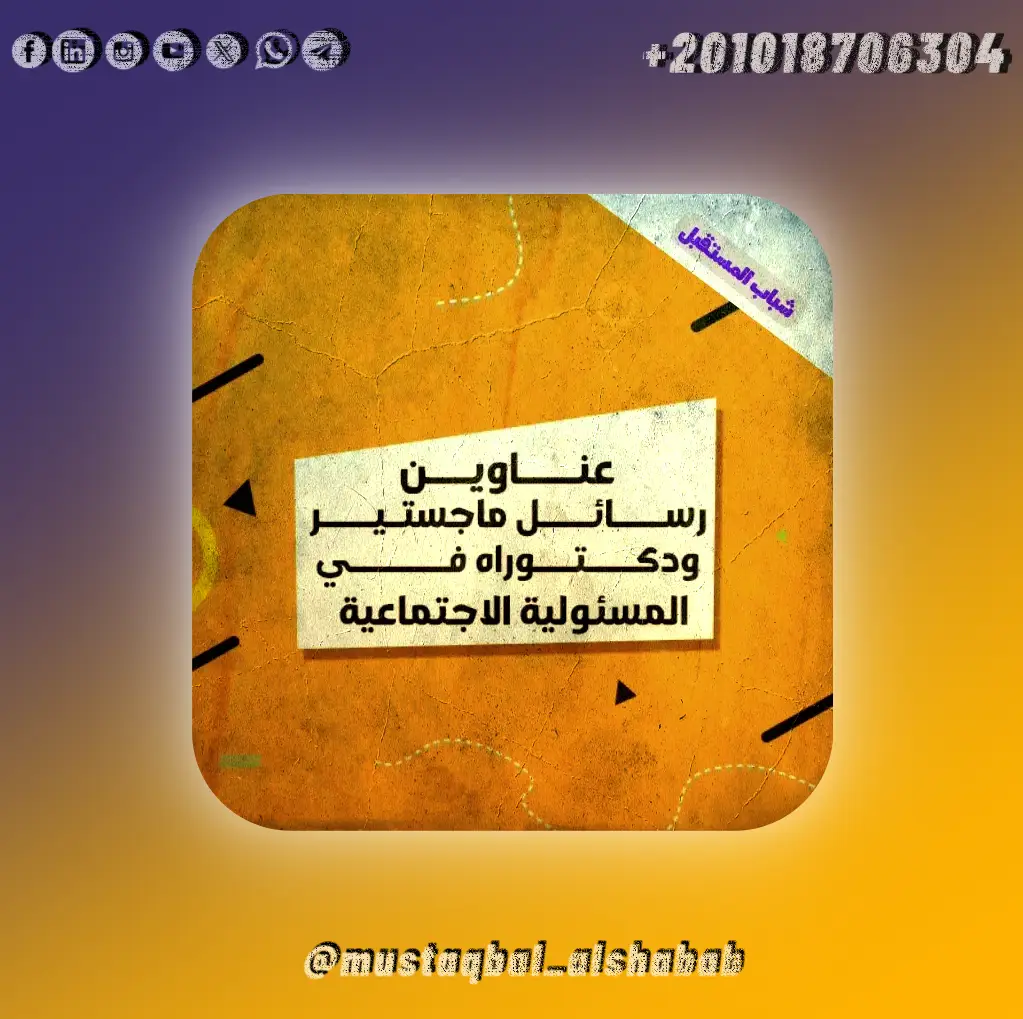 +201018706304
شباب المستقبل
عناوين
رسائل ماجستير
ودكتوراه في
المسئولية الاجتماعية
@mustaqbal_alshabab